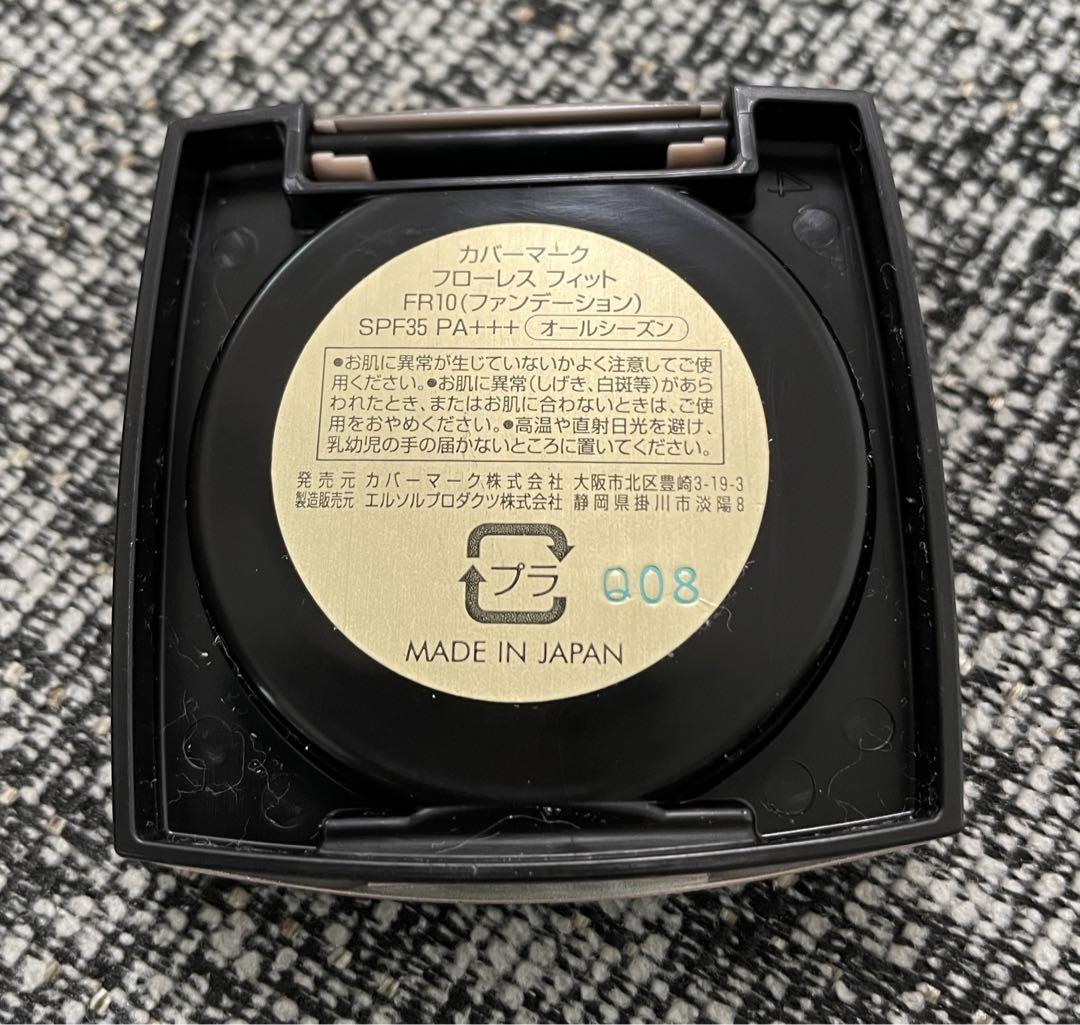 4
カバーマーク
フローレス フィット
FR10(ファンデーション)
SPF35 PA+++ オールシーズン
●お肌に異常が生じていないかよく注意してご使
用ください。●お肌に異常(しげき、白斑等)があら
われたとき、またはお肌に合わないときは、ご使
用をおやめください。●高温や直射日光を避け、
乳幼児の手の届かないところに置いてください。
発売元 カバーマーク株式会社 大阪市北区豊崎3-19-3
製造販売元 エルソルプロダクツ株式会社 静岡県掛川市淡陽8
プラ
Q08
MADE IN JAPAN